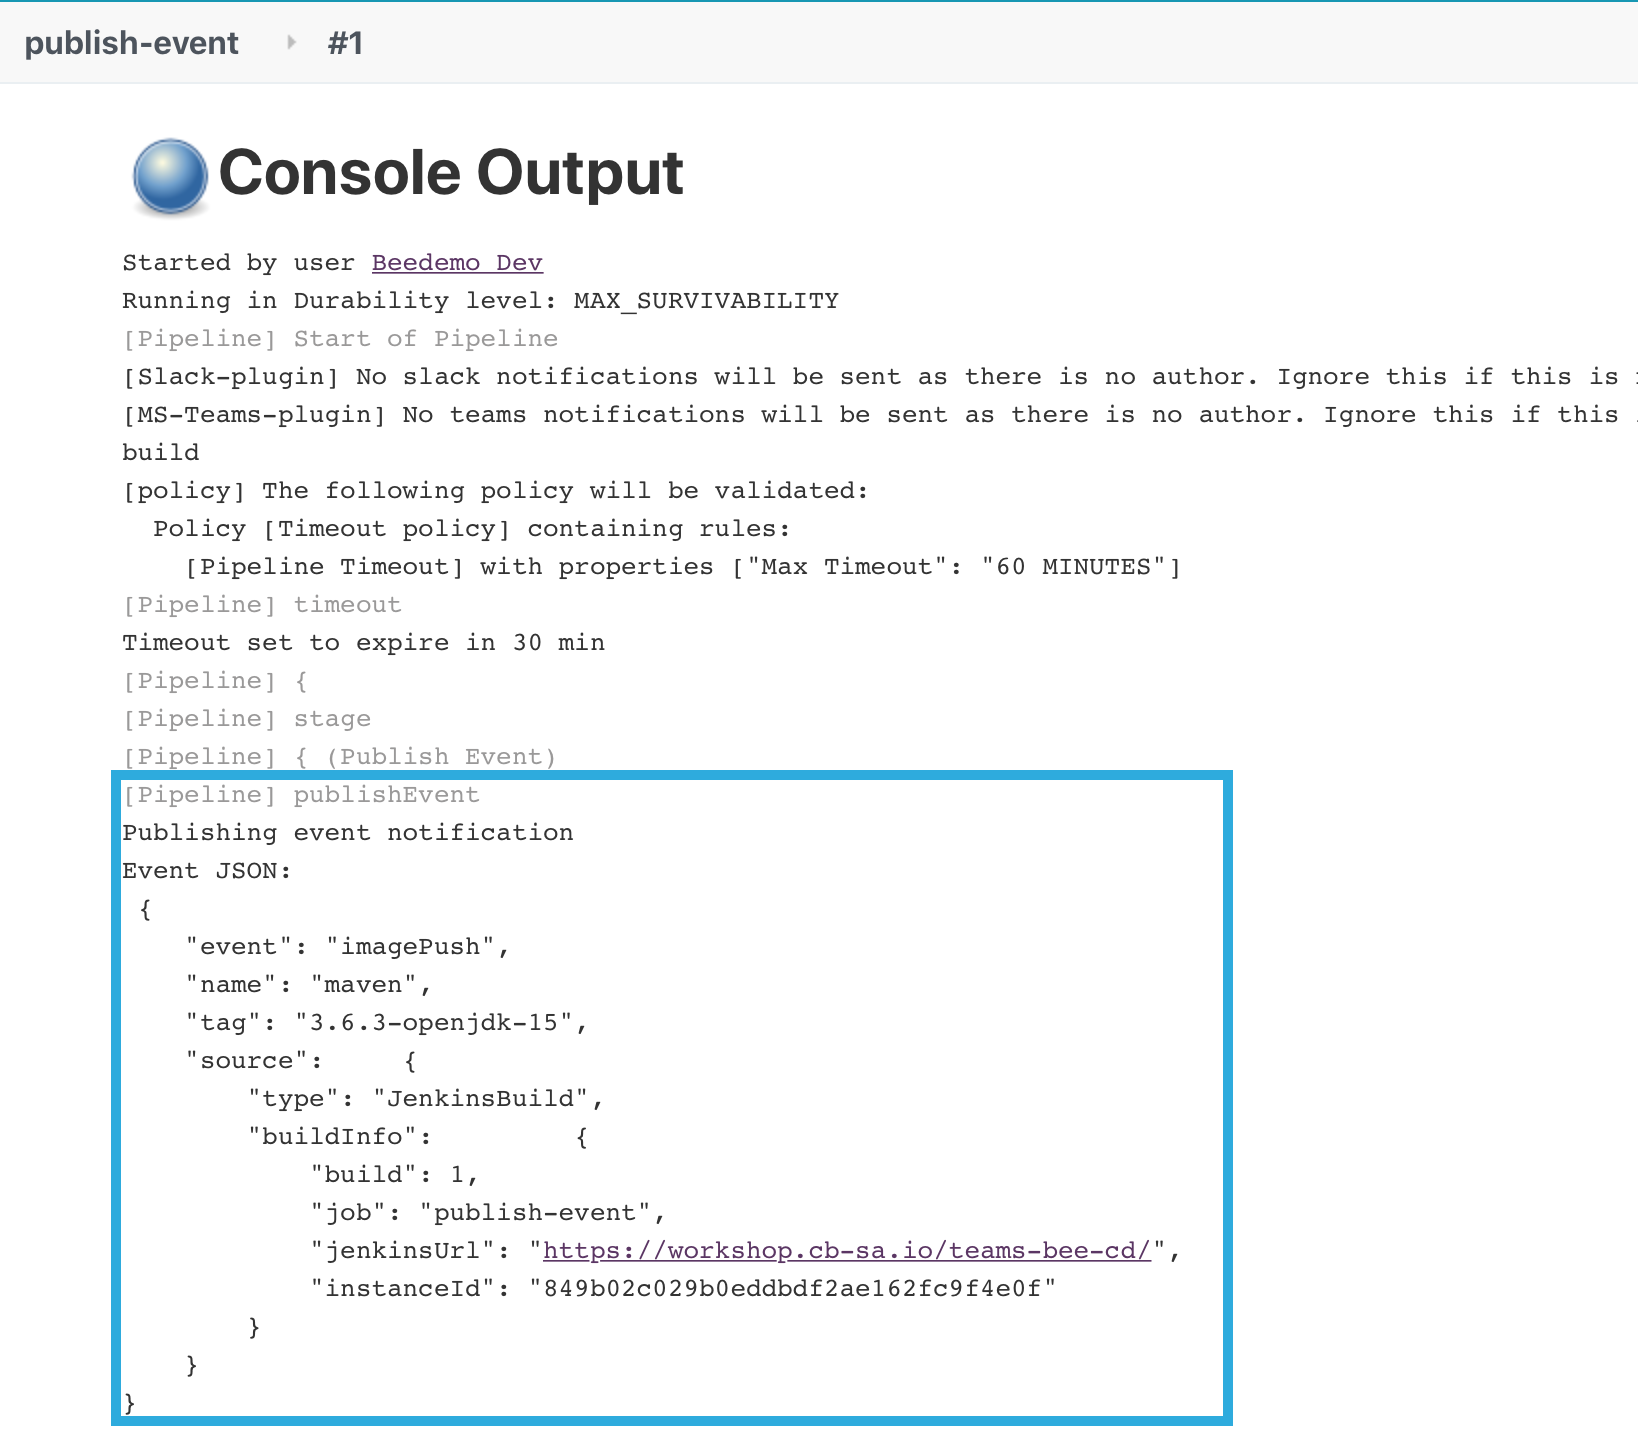 publish-event #1
Console Output
Started by user Beedemo Dev
Running in Durability level: MAX_SURVIVABILITY
[Pipeline] Start of Pipeline
[Slack-plugin] No slack notifications will be sent as there is no author. Ignore this if this is
[MS-Teams-plugin] No teams notifications will be sent as there is no author. Ignore this if this
build
[policy] The following policy will be validated:
  Policy [Timeout policy] containing rules:
    [Pipeline Timeout] with properties ["Max Timeout": "60 MINUTES"]
[Pipeline] timeout
Timeout set to expire in 30 min
[Pipeline] {
[Pipeline] stage
[Pipeline] { (Publish Event)
[Pipeline] publishEvent
Publishing event notification
Event JSON:
 {
    "event": "imagePush",
    "name": "maven",
    "tag": "3.6.3-openjdk-15",
    "source":     {
        "type": "JenkinsBuild",
        "buildInfo":         {
            "build": 1,
            "job": "publish-event",
            "jenkinsUrl": "https://workshop.cb-sa.io/teams-bee-cd/",
            "instanceId": "849b02c029b0eddbdf2ae162fc9f4e0f"
        }
    }
}